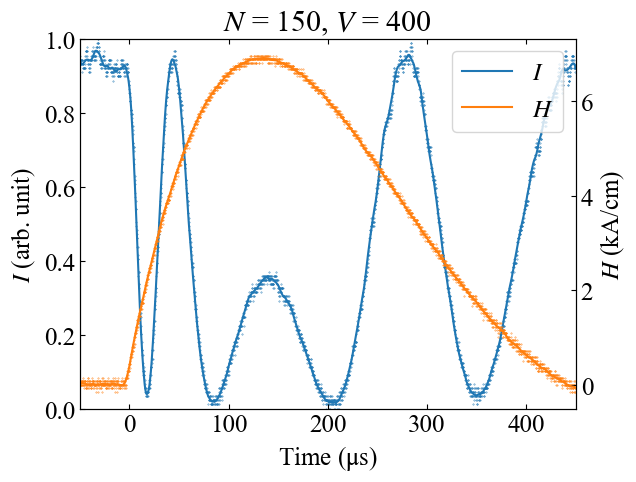 N = 150, V = 400
1.0
0.8
0.6
0.4
0.2
0.0
I (arb. unit)
I
H
6
4
2
0
H (kA/cm)
0 100 200 300 400
Time (μs)